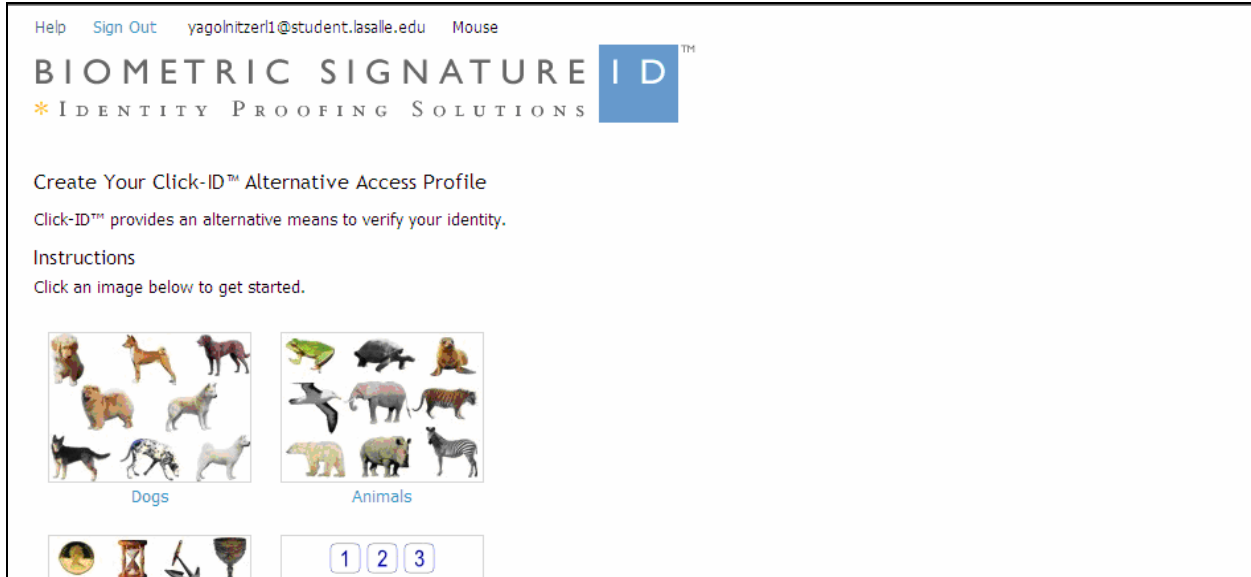 Help Sign Out yagolnitzerl1@student.lasalle.edu Mouse
BIOMETRIC SIGNATURE ID™
*IDENTITY PROOFING SOLUTIONS
Create Your Click-ID™ Alternative Access Profile
Click-ID™ provides an alternative means to verify your identity.
Instructions
Click an image below to get started.
Dogs Animals
1 2 3